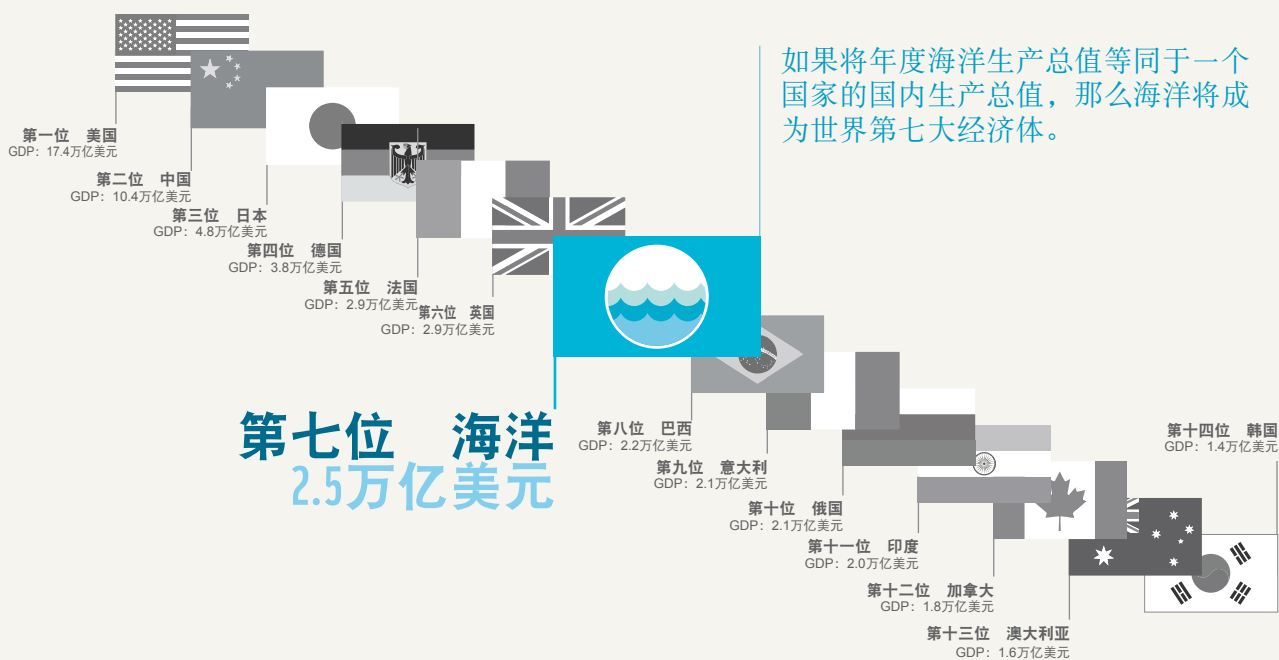 如果将年度海洋生产总值等同于一个
国家的国内生产总值，那么海洋将成
为世界第七大经济体。
第一位 美国
GDP：17.4万亿美元
第二位 中国
GDP：10.4万亿美元
第三位 日本
GDP：4.8万亿美元
第四位 德国
GDP：3.8万亿美元
第五位 法国
GDP：2.9万亿美元
第六位 英国
GDP：2.9万亿美元
第七位 海洋
2.5万亿美元
第八位 巴西
GDP：2.2万亿美元
第九位 意大利
GDP：2.1万亿美元
第十位 俄国
GDP：2.1万亿美元
第十一位 印度
GDP：2.0万亿美元
第十二位 加拿大
GDP：1.8万亿美元
第十三位 澳大利亚
GDP：1.6万亿美元
第十四位 韩国
GDP：1.4万亿美元